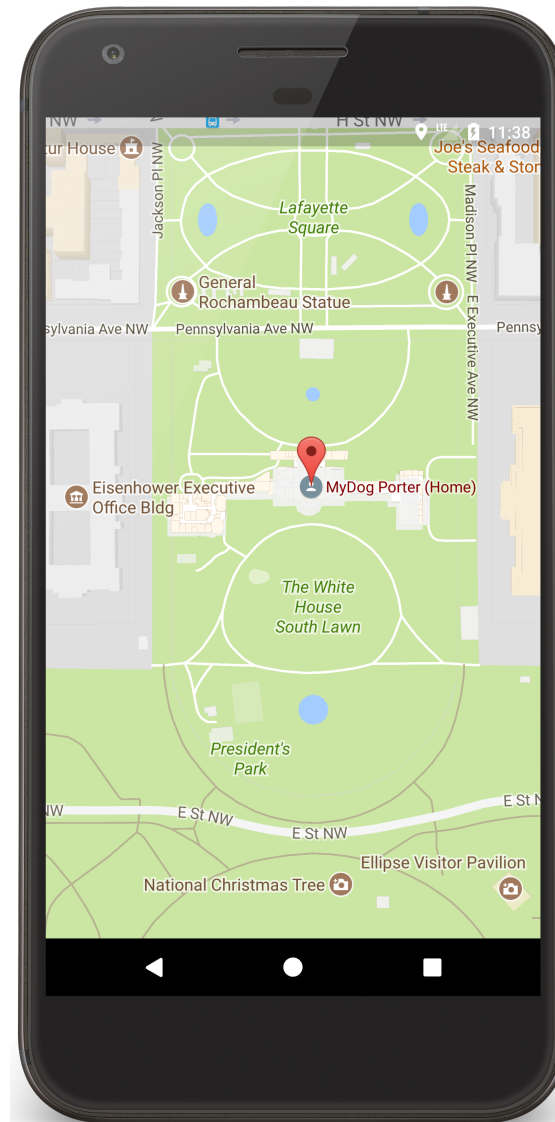 NW
H St NW
LTE 11:38
tur House
Joe's Seafood
Steak & Ston
Jackson Pl NW
Madison Pl NW
Lafayette
Square
General
Rochambeau Statue
E Executive Ave NW
sylvania Ave NW
Pennsylvania Ave NW
Pennsy
Eisenhower Executive
Office Bldg
MyDog Porter (Home)
The White
House
South Lawn
President's
Park
NW
E St NW
E St NW
E St N
Ellipse Visitor Pavilion
National Christmas Tree